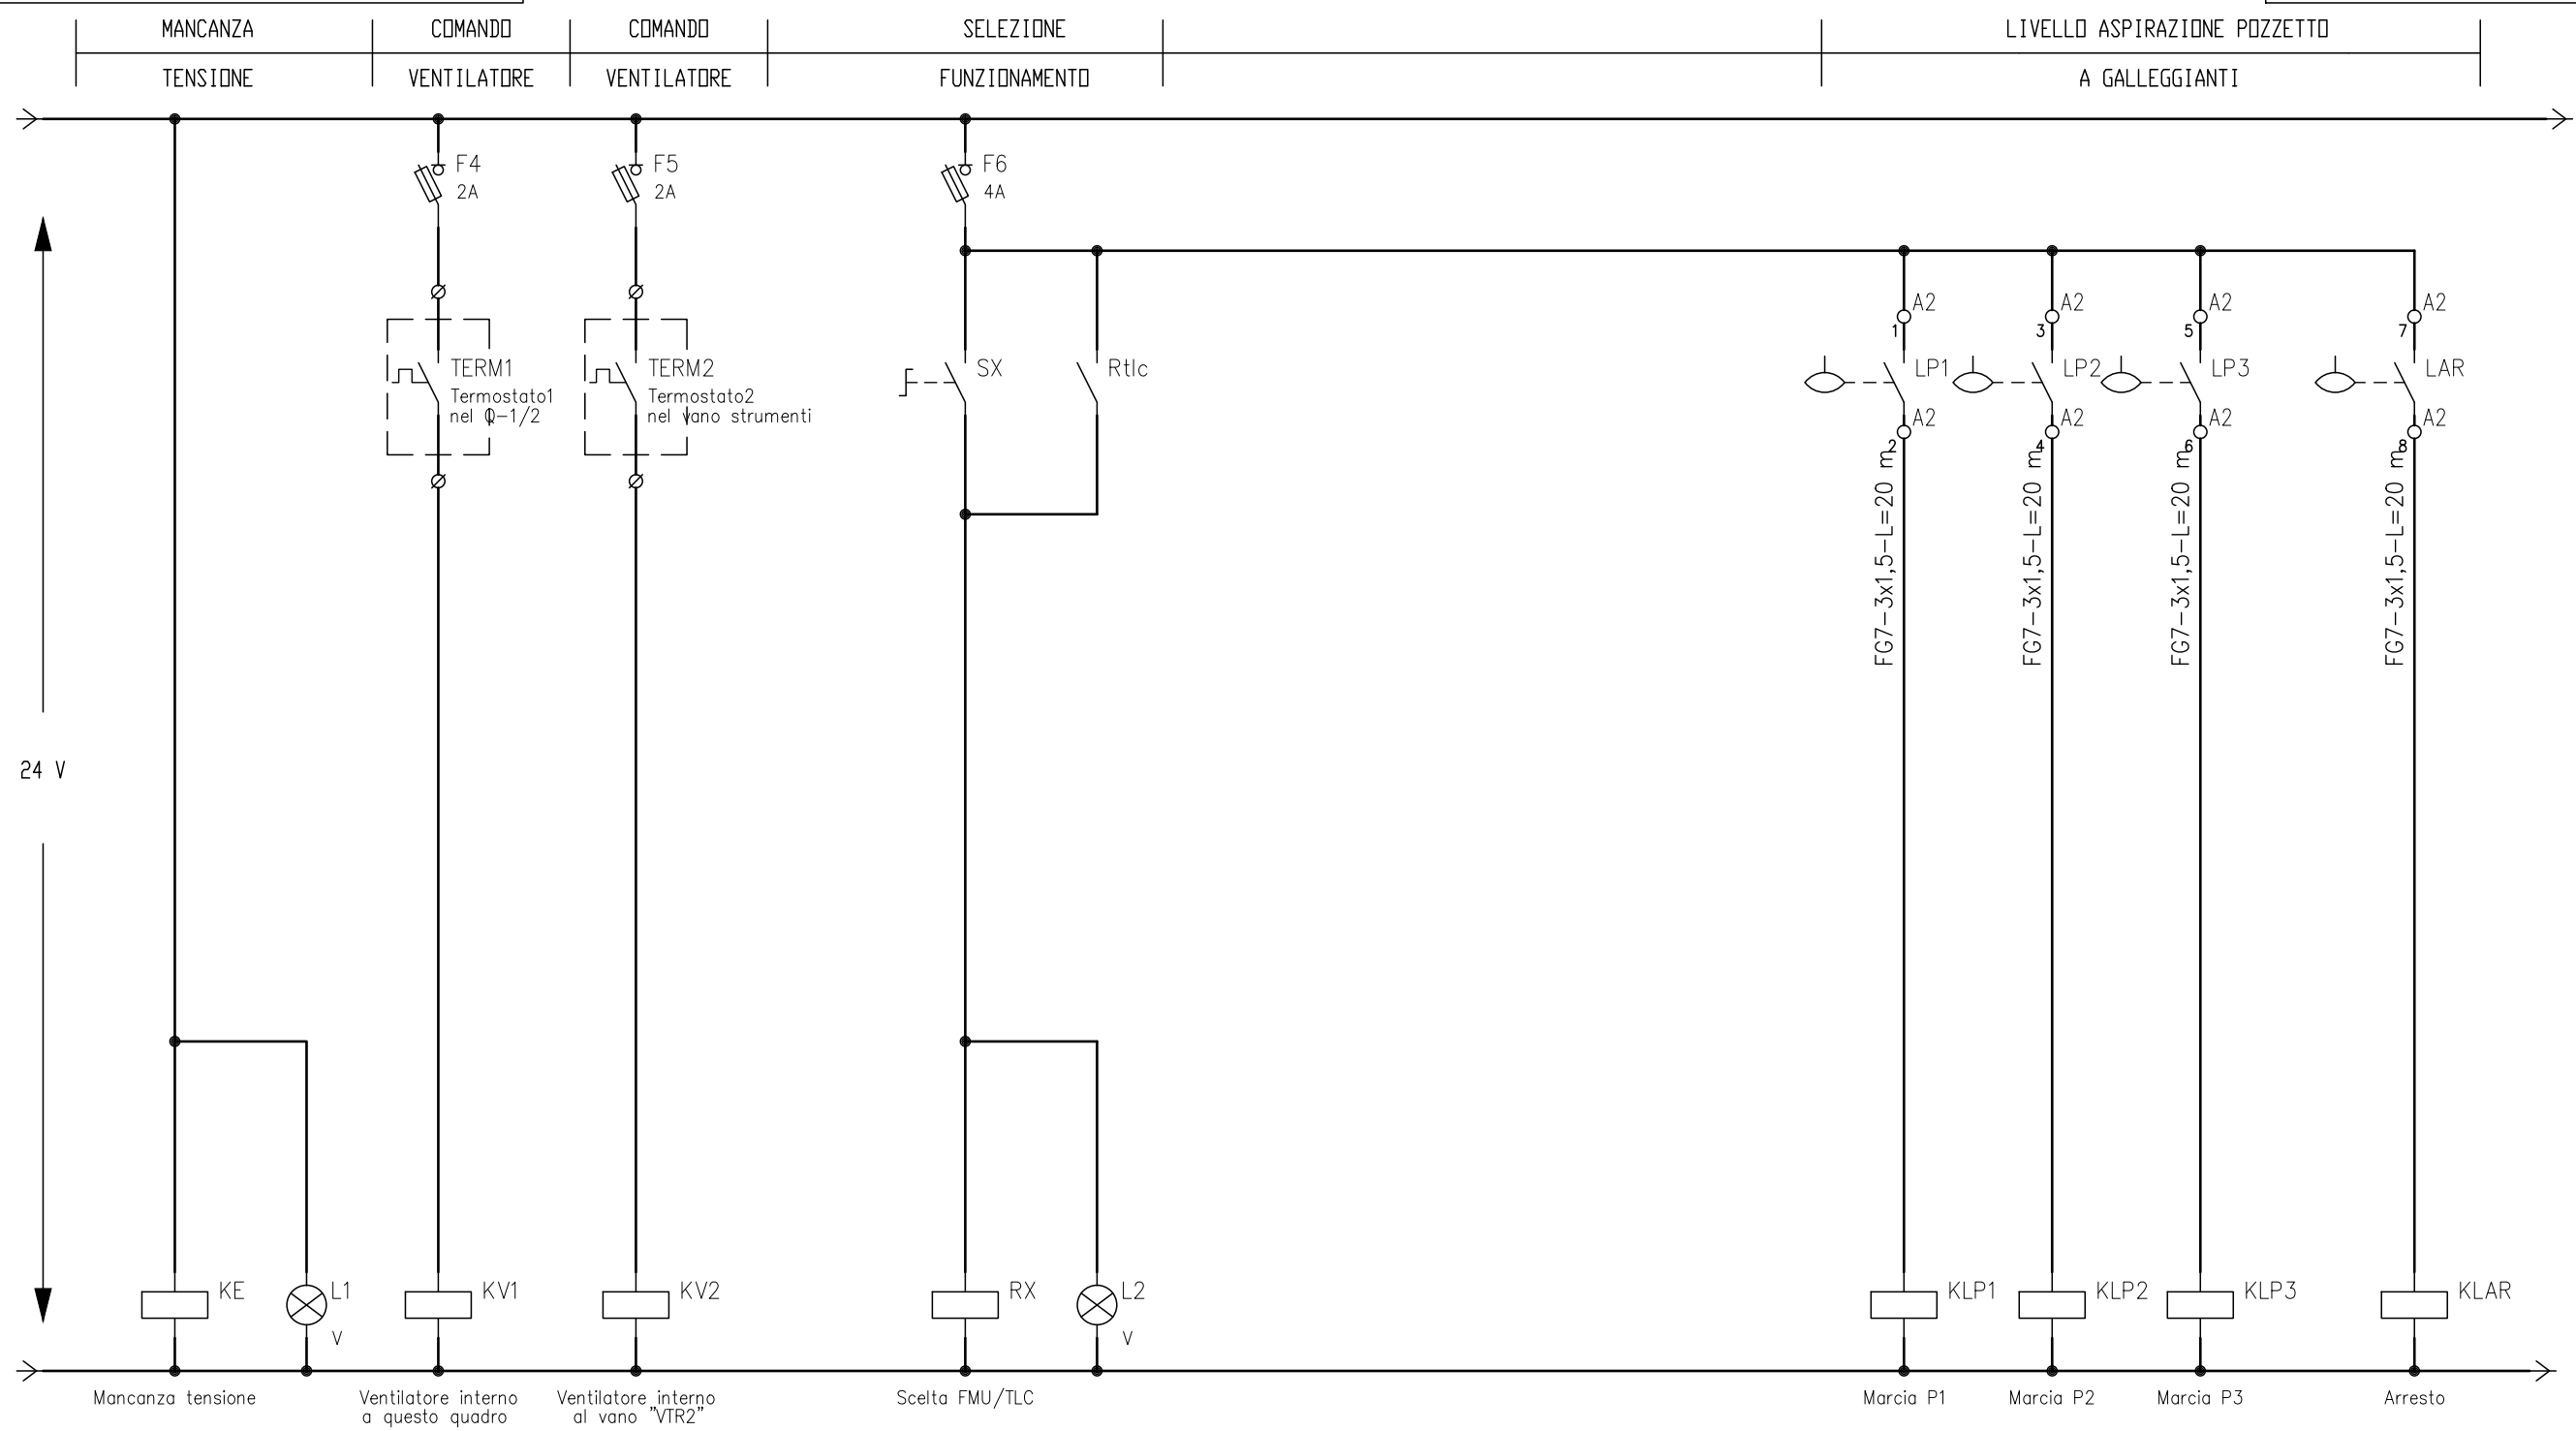 MANCANZA
TENSIONE
COMANDO
VENTILATORE
COMANDO
VENTILATORE
SELEZIONE
FUNZIONAMENTO
LIVELLO ASPIRAZIONE POZZETTO
A GALLEGGIANTI
F4
2A
F5
2A
F6
4A
TERM1
Termostato1
nel Q-1/2
TERM2
Termostato2
nel vano strumenti
SX
Rtlc
A2
1
LP1
A2
2
FG7-3x1,5-L=20 m
A2
3
LP2
A2
4
FG7-3x1,5-L=20 m
A2
5
LP3
A2
6
FG7-3x1,5-L=20 m
A2
7
LAR
A2
8
FG7-3x1,5-L=20 m
24 V
KE
L1
V
KV1
KV2
RX
L2
V
KLP1
KLP2
KLP3
KLAR
Mancanza tensione
Ventilatore interno
a questo quadro
Ventilatore interno
al vano "VTR2"
Scelta FMU/TLC
Marcia P1
Marcia P2
Marcia P3
Arresto